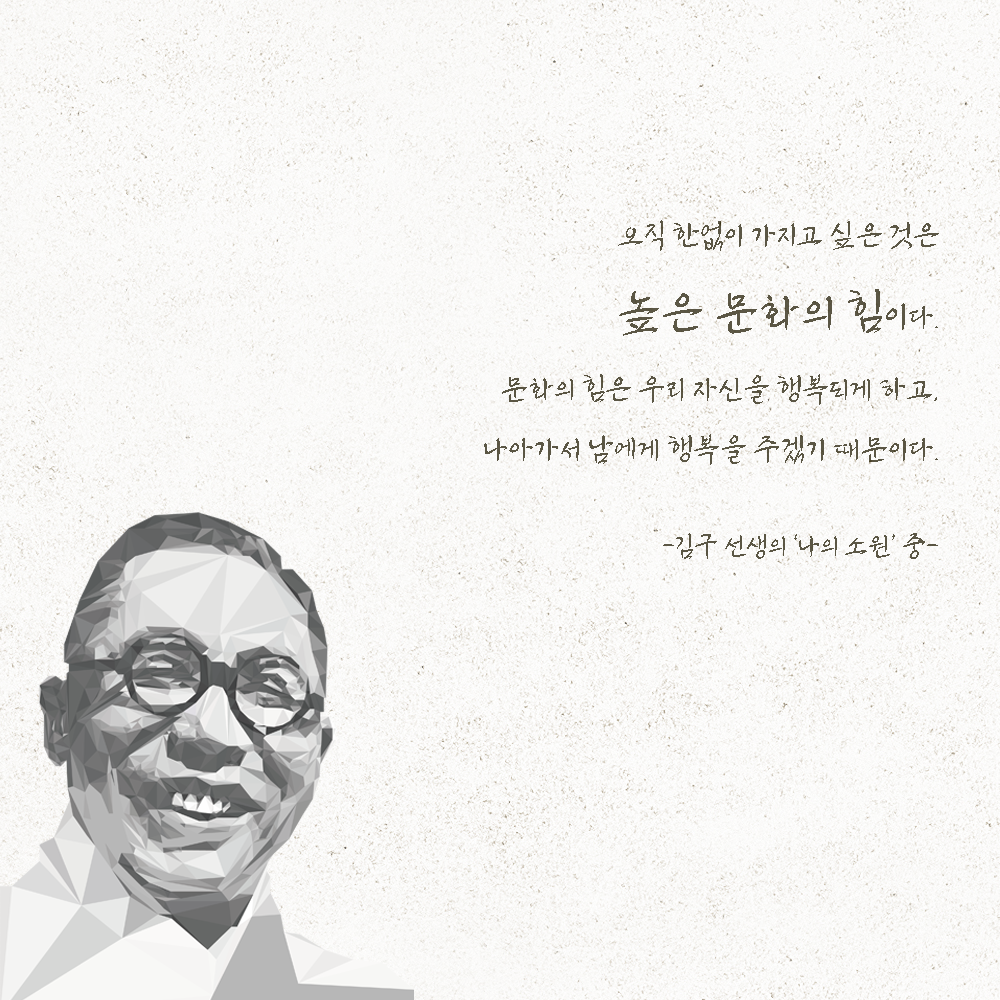 오직 한없이 가지고 싶은 것은
높은 문화의 힘이다.
문화의 힘은 우리 자신을 행복되게 하고,
나아가서 남에게 행복을 주겠기 때문이다.
-김구 선생의 '나의 소원' 중-